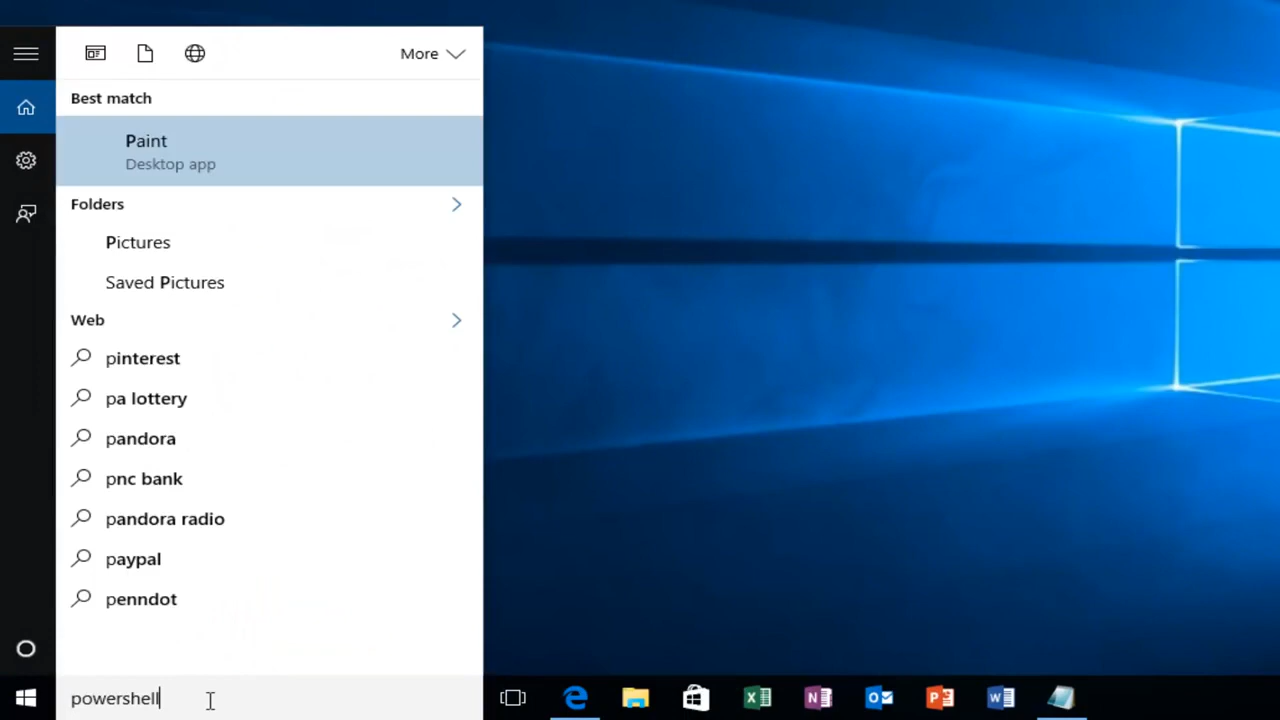 More
Best match
Paint
Desktop app
Folders
Pictures
Saved Pictures
Web
pinterest
pa lottery
pandora
pnc bank
pandora radio
paypal
penndot
powershell